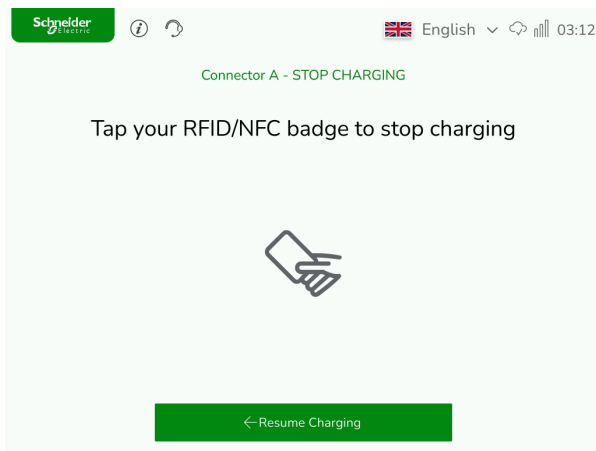 Schneider
Electric
English
03:12
Connector A - STOP CHARGING
Tap your RFID/NFC badge to stop charging
←Resume Charging